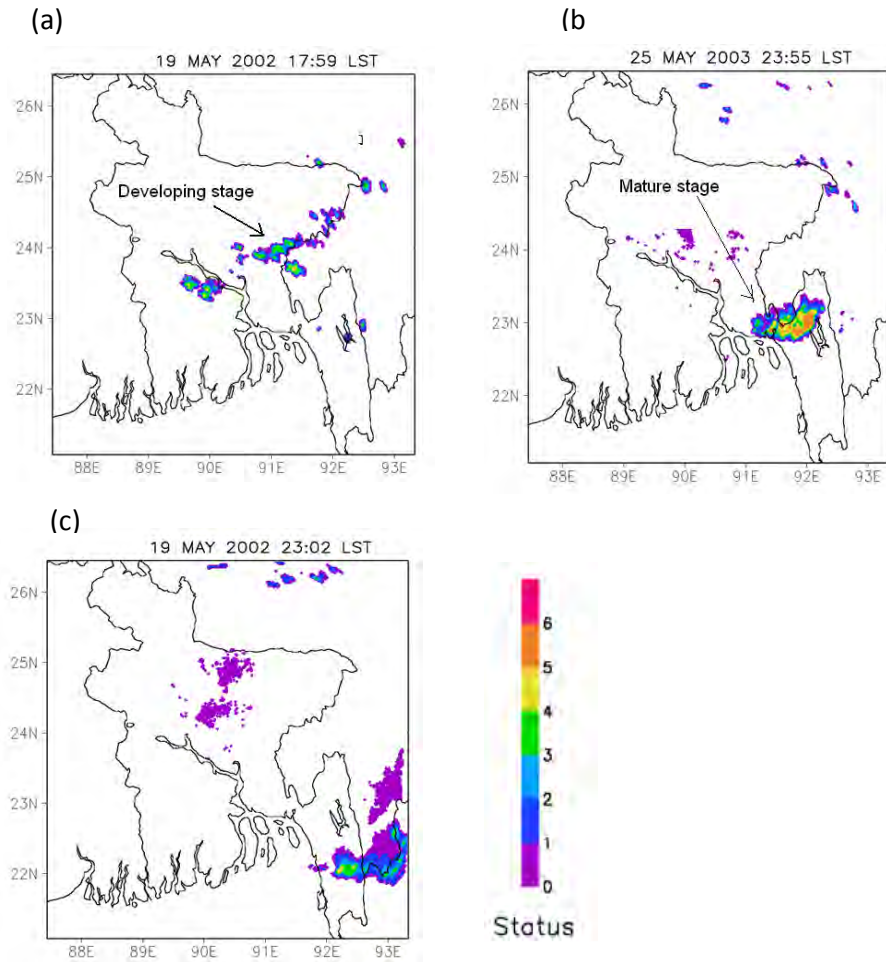 (a)
19 MAY 2002 17:59 LST
26N
25N
24N
23N
22N
Developing stage
88E 89E 90E 91E 92E 93E
(b)
25 MAY 2003 23:55 LST
26N
25N
24N
23N
22N
Mature stage
88E 89E 90E 91E 92E 93E
(c)
19 MAY 2002 23:02 LST
26N
25N
24N
23N
22N
88E 89E 90E 91E 92E 93E
6
5
4
3
2
1
0
Status